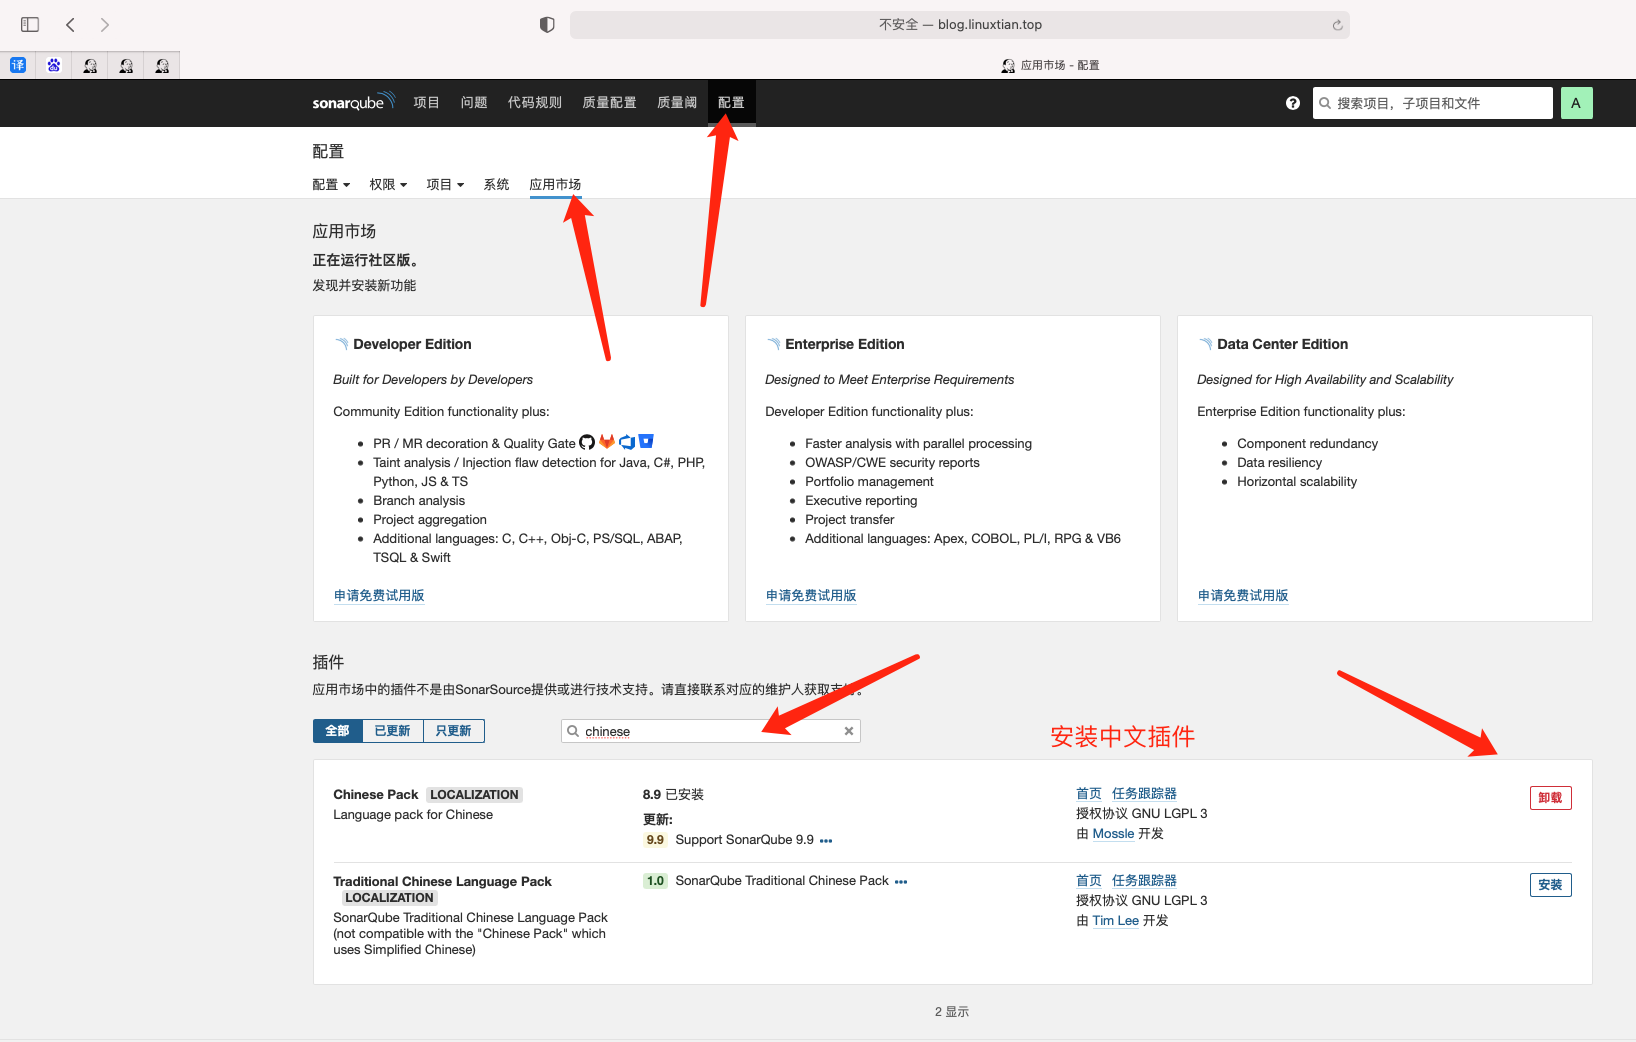 不安全 — blog.linuxtian.top
译
应用市场 - 配置
sonarqube 项目 问题 代码规则 质量配置 质量阈 配置
? 搜索项目，子项目和文件 A
配置
配置 权限 项目 系统 应用市场
应用市场
正在运行社区版。
发现并安装新功能
Developer Edition
Built for Developers by Developers
Community Edition functionality plus:
PR / MR decoration & Quality Gate
Taint analysis / Injection flaw detection for Java, C#, PHP,
Python, JS & TS
Branch analysis
Project aggregation
Additional languages: C, C++, Obj-C, PS/SQL, ABAP,
TSQL & Swift
申请免费试用版
Enterprise Edition
Designed to Meet Enterprise Requirements
Developer Edition functionality plus:
Faster analysis with parallel processing
OWASP/CWE security reports
Portfolio management
Executive reporting
Project transfer
Additional languages: Apex, COBOL, PL/I, RPG & VB6
申请免费试用版
Data Center Edition
Designed for High Availability and Scalability
Enterprise Edition functionality plus:
Component redundancy
Data resiliency
Horizontal scalability
申请免费试用版
插件
应用市场中的插件不是由SonarSource提供或进行技术支持。请直接联系对应的维护人获取支持。
全部 已更新 只更新
chinese
安装中文插件
Chinese Pack LOCALIZATION
Language pack for Chinese
8.9 已安装
更新:
9.9 Support SonarQube 9.9 •••
首页 任务跟踪器
授权协议 GNU LGPL 3
由 Mossle 开发
卸载
Traditional Chinese Language Pack
LOCALIZATION
SonarQube Traditional Chinese Language Pack
(not compatible with the "Chinese Pack" which
uses Simplified Chinese)
1.0 SonarQube Traditional Chinese Pack •••
首页 任务跟踪器
授权协议 GNU LGPL 3
由 Tim Lee 开发
安装
2 显示